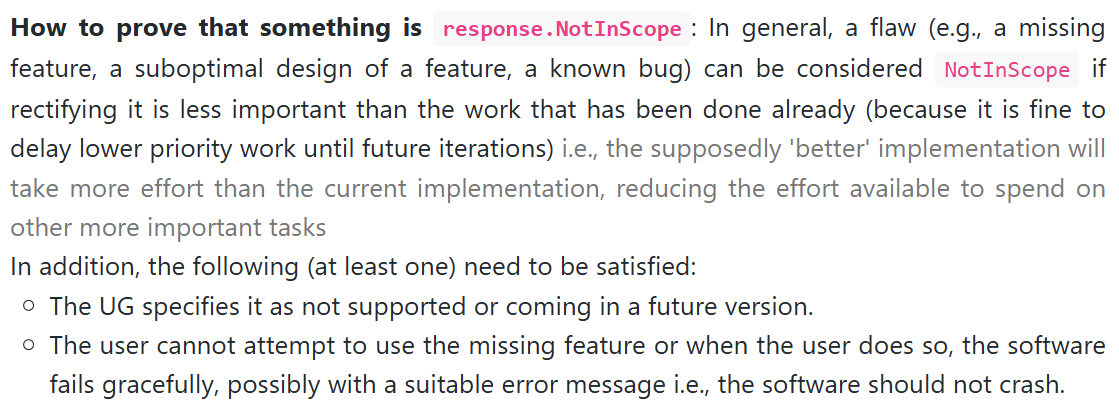 How to prove that something is response.NotInScope: In general, a flaw (e.g., a missing
feature, a suboptimal design of a feature, a known bug) can be considered NotInScope if
rectifying it is less important than the work that has been done already (because it is fine to
delay lower priority work until future iterations) i.e., the supposedly 'better' implementation will
take more effort than the current implementation, reducing the effort available to spend on
other more important tasks
In addition, the following (at least one) need to be satisfied:
○ The UG specifies it as not supported or coming in a future version.
○ The user cannot attempt to use the missing feature or when the user does so, the software
fails gracefully, possibly with a suitable error message i.e., the software should not crash.